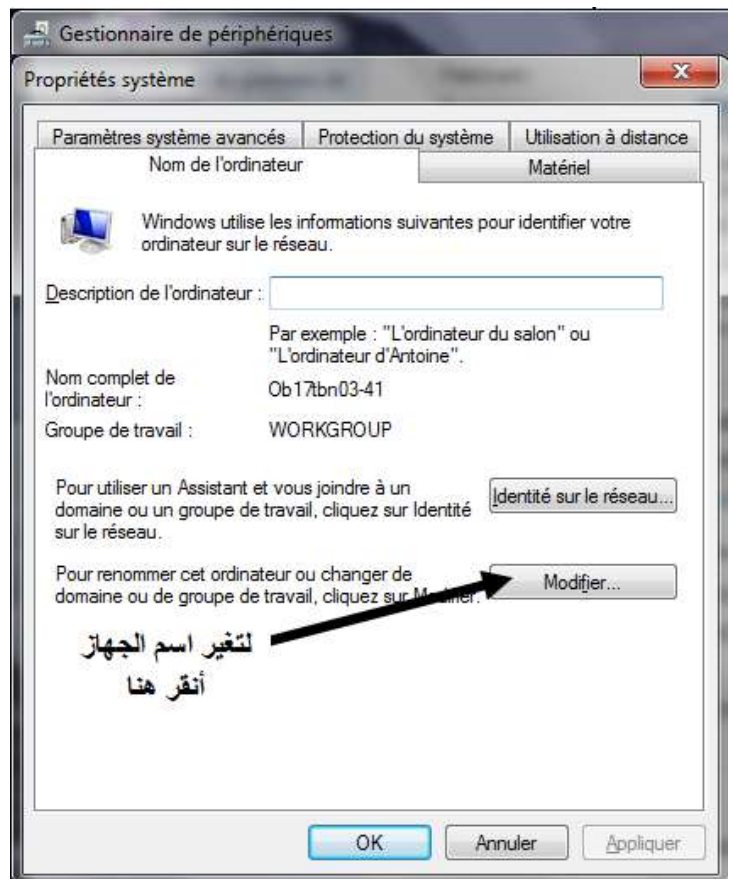 Gestionnaire de périphériques
Propriétés système
Paramètres système avancés
Protection du système
Utilisation à distance
Nom de l'ordinateur
Matériel
Windows utilise les informations suivantes pour identifier votre
ordinateur sur le réseau.
Description de l'ordinateur :
Par exemple : "L'ordinateur du salon" ou
"L'ordinateur d'Antoine".
Nom complet de
l'ordinateur :
Ob17tbn03-41
Groupe de travail :
WORKGROUP
Pour utiliser un Assistant et vous joindre à un
domaine ou un groupe de travail, cliquez sur Identité
sur le réseau.
Identité sur le réseau...
Pour renommer cet ordinateur ou changer de
domaine ou de groupe de travail, cliquez sur Modifier.
Modifier...
لتغير اسم الجهاز
أنقر هنا
OK
Annuler
Appliquer